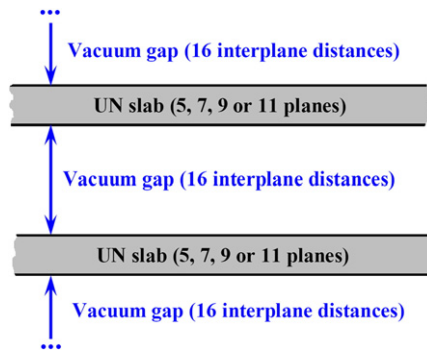 ...
Vacuum gap (16 interplane distances)
UN slab (5, 7, 9 or 11 planes)
Vacuum gap (16 interplane distances)
UN slab (5, 7, 9 or 11 planes)
Vacuum gap (16 interplane distances)
...